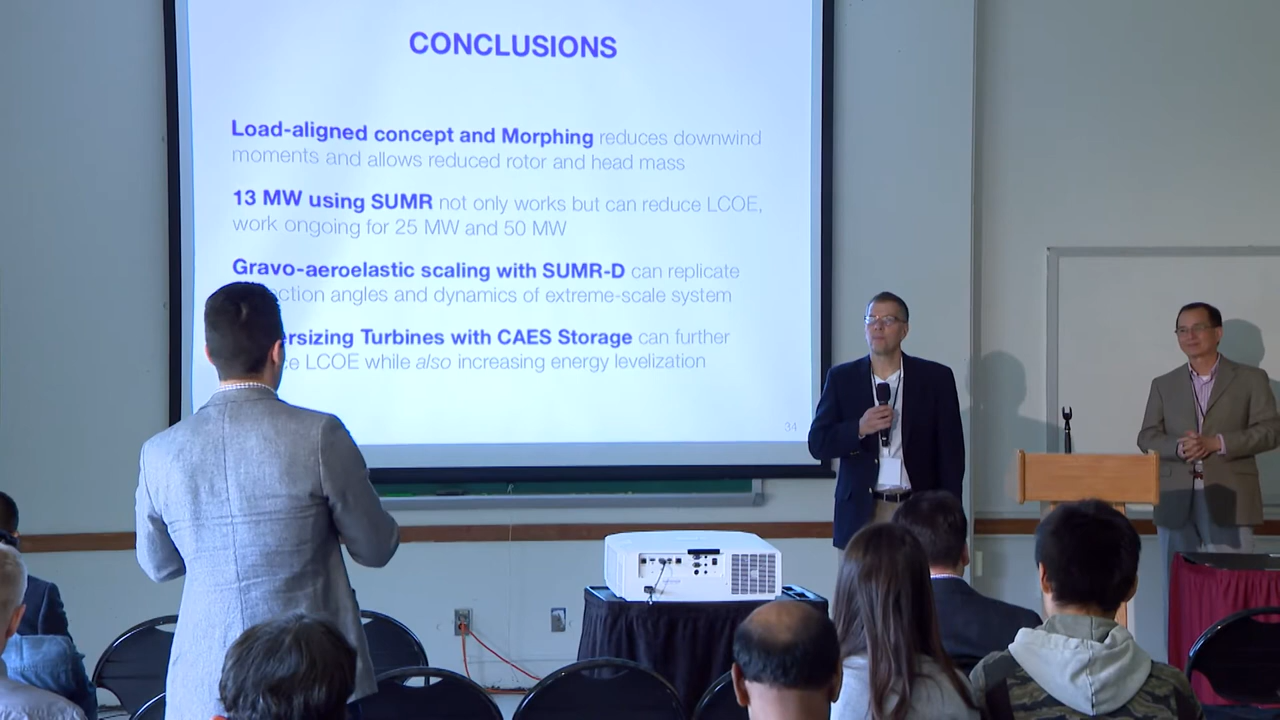 CONCLUSIONS
Load-aligned concept and Morphing reduces downwind
moments and allows reduced rotor and head mass
13 MW using SUMR not only works but can reduce LCOE,
work ongoing for 25 MW and 50 MW
Gravo-aeroelastic scaling with SUMR-D can replicate
angles and dynamics of extreme-scale system
Turbines with CAES Storage can further
LCOE while also increasing energy levelization
34